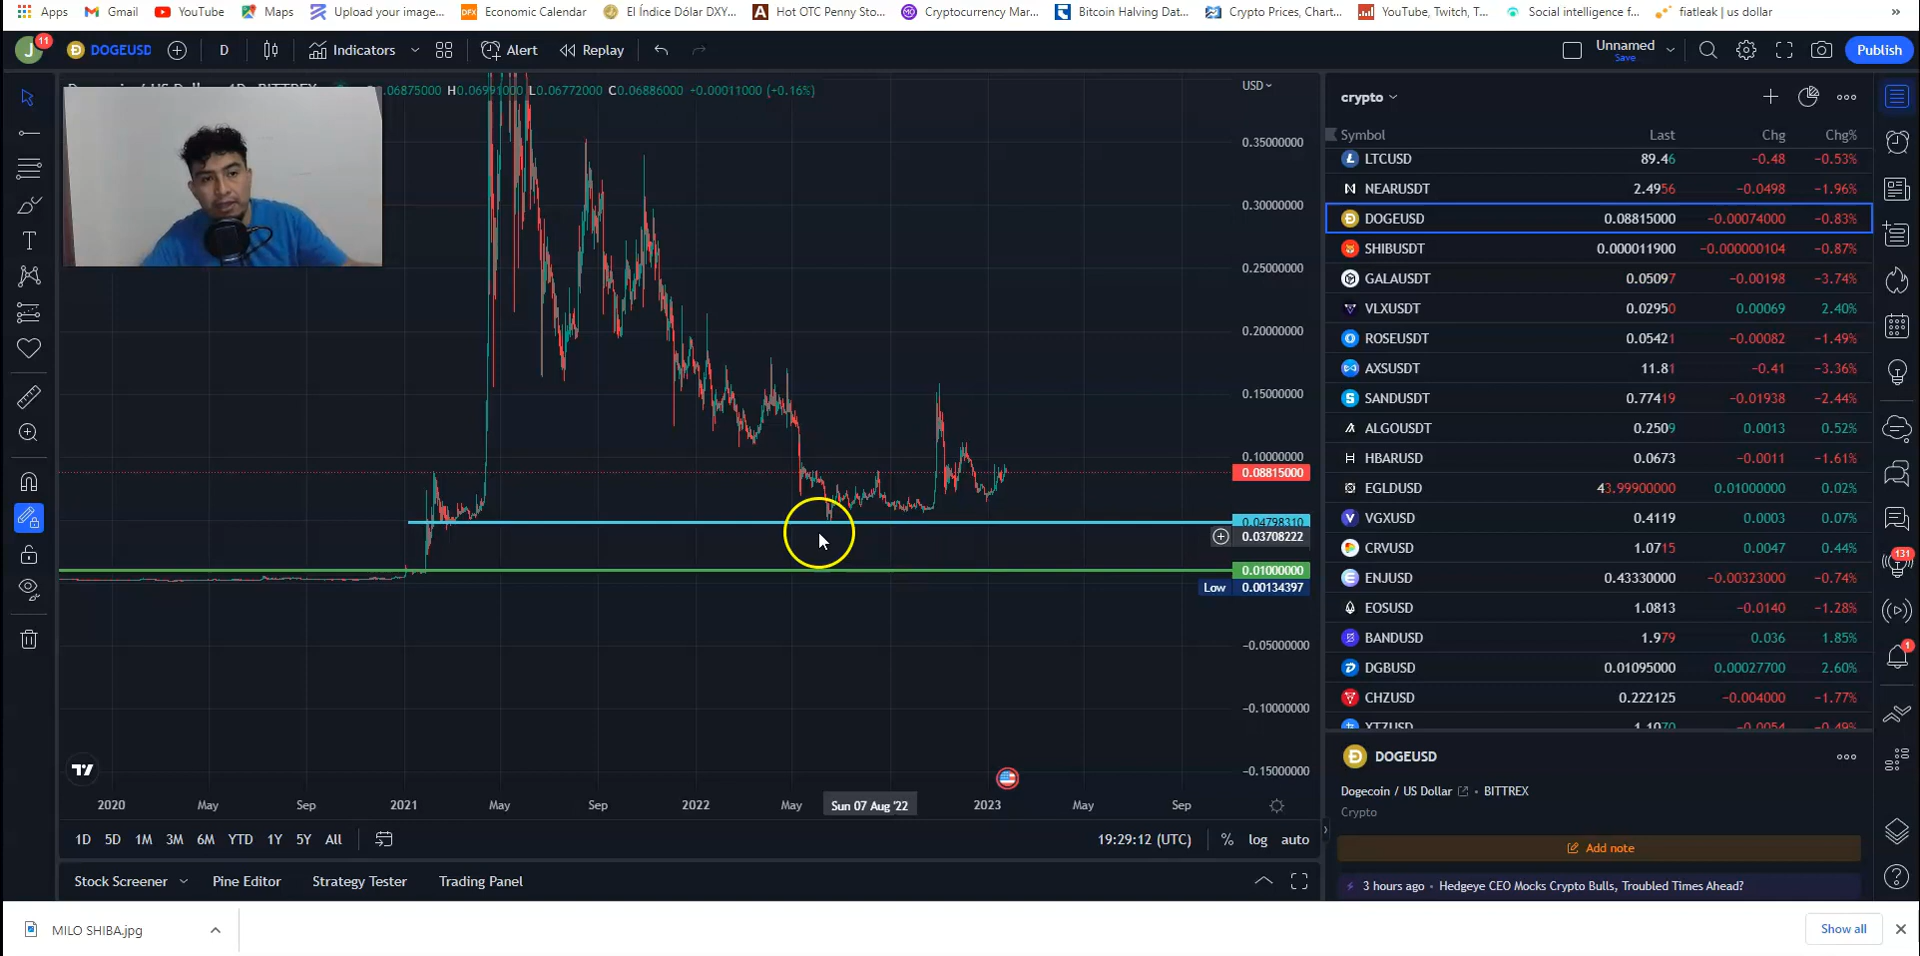 Apps Gmail YouTube Maps Upload your image... Economic Calendar El Índice Dólar DXY... Hot OTC Penny Sto... Cryptocurrency Mar... Bitcoin Halving Dat... Crypto Prices, Chart... YouTube, Twitch, T... Social intelligence f... fiatleak | us dollar »
J 11 DOGEUSD D Indicators Alert Replay Unnamed Save Publish
0.06875000 H0.06991000 L0.06772000 C0.06886000 +0.00011000 (+0.16%)
USD
0.35000000
0.30000000
0.25000000
0.20000000
0.15000000
0.10000000
0.08815000
0.04798310
0.03708222
0.01000000
Low 0.00134397
−0.05000000
−0.10000000
−0.15000000
2020 May Sep 2021 May Sep 2022 May Sun 07 Aug '22 2023 May Sep
1D 5D 1M 3M 6M YTD 1Y 5Y All 19:29:12 (UTC) % log auto
Stock Screener Pine Editor Strategy Tester Trading Panel
crypto
Symbol Last Chg Chg%
LTCUSD 89.46 −0.48 −0.53%
NEARUSDT 2.4956 −0.0498 −1.96%
DOGEUSD 0.08815000 −0.00074000 −0.83%
SHIBUSDT 0.000011900 −0.000000104 −0.87%
GALAUSDT 0.05097 −0.00198 −3.74%
VLXUSDT 0.02950 0.00069 2.40%
ROSEUSDT 0.05421 −0.00082 −1.49%
AXSUSDT 11.81 −0.41 −3.36%
SANDUSDT 0.77419 −0.01938 −2.44%
ALGOUSDT 0.2509 0.0013 0.52%
HBARUSD 0.0673 −0.0011 −1.61%
EGLDUSD 43.99900000 0.01000000 0.02%
VGXUSD 0.4119 0.0003 0.07%
CRVUSD 1.0715 0.0047 0.44%
ENJUSD 0.43330000 −0.00323000 −0.74%
EOSUSD 1.0813 −0.0140 −1.28%
BANDUSD 1.979 0.036 1.85%
DGBUSD 0.01095000 0.00027700 2.60%
CHZUSD 0.222125 −0.004000 −1.77%
XTZUSD 1.1070 −0.0054 −0.49%
131
1
DOGEUSD
Dogecoin / US Dollar • BITTREX
Crypto
Add note
3 hours ago • Hedgeye CEO Mocks Crypto Bulls, Troubled Times Ahead?
MILO SHIBA.jpg Show all